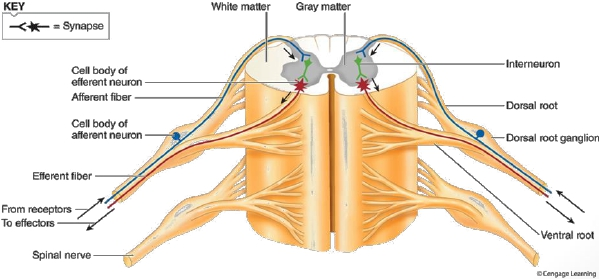 KEY
= Synapse
White matter
Gray matter
Cell body of
efferent neuron
Afferent fiber
Cell body of
afferent neuron
Efferent fiber
From receptors
To effectors
Spinal nerve
Interneuron
Dorsal root
Dorsal root ganglion
Ventral root
© Cengage Learning